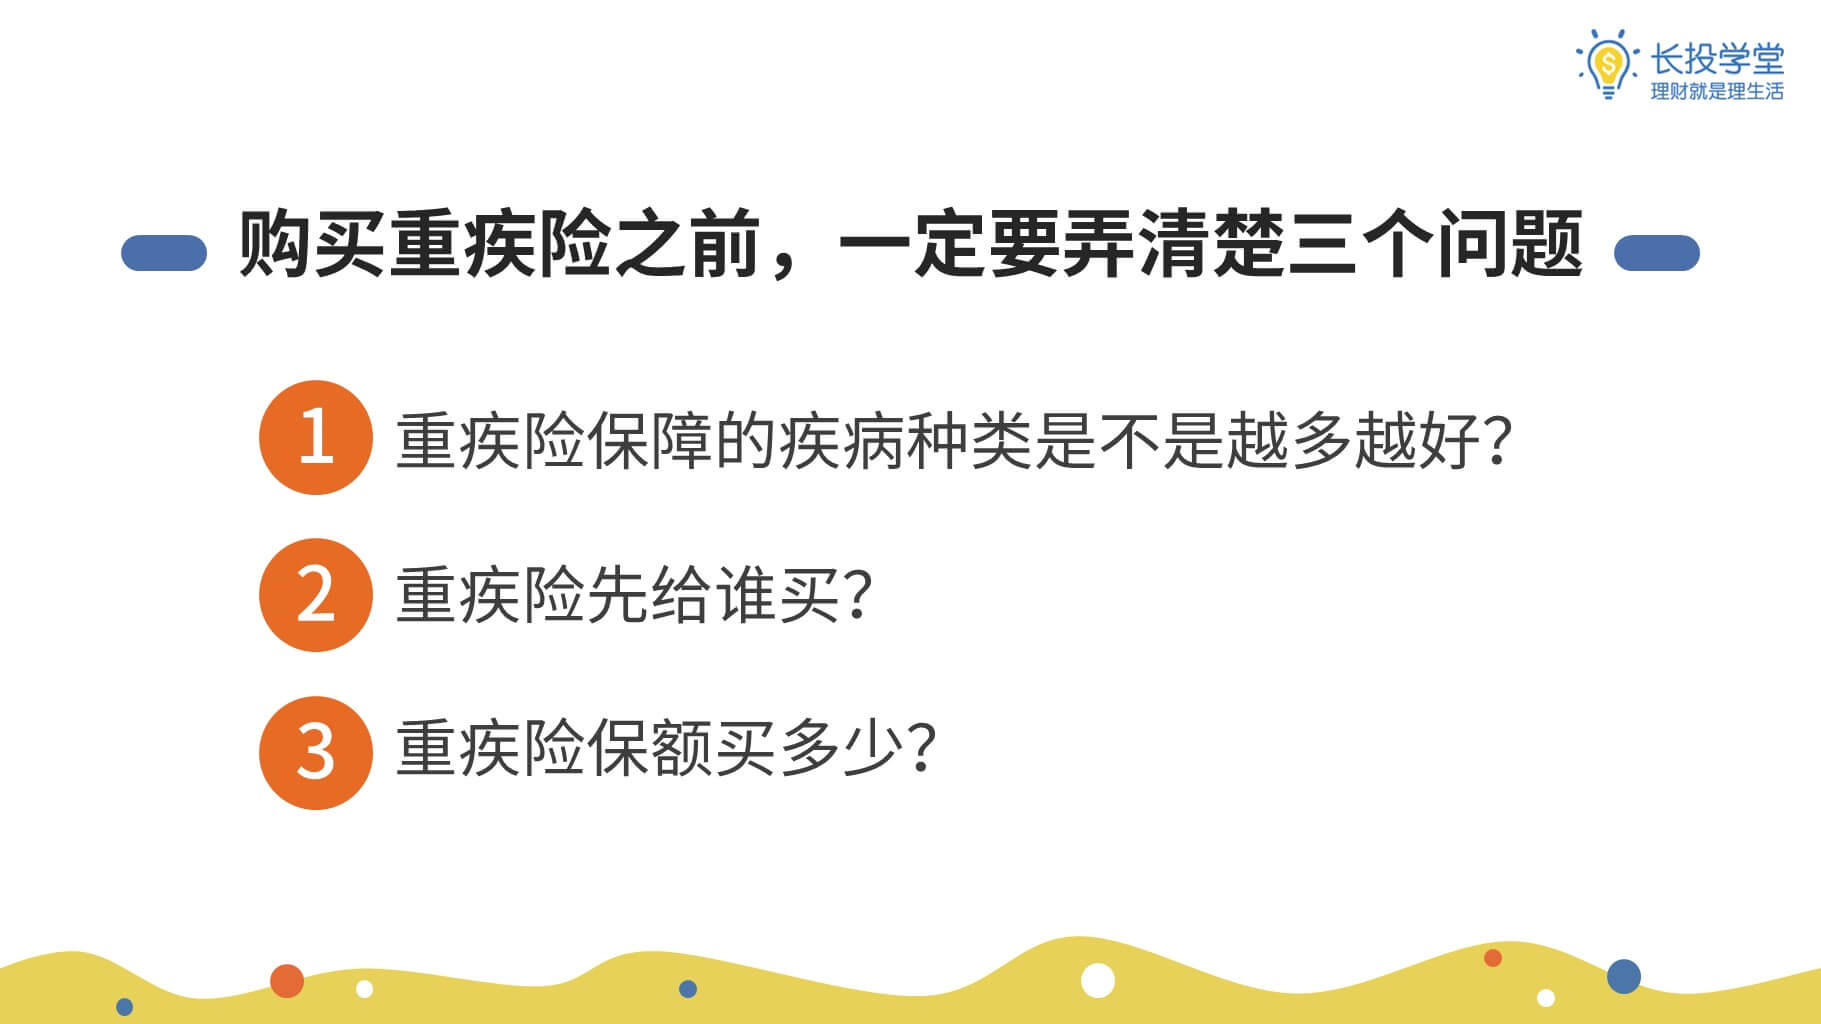 长投学堂
理财就是理生活
购买重疾险之前，一定要弄清楚三个问题
1 重疾险保障的疾病种类是不是越多越好?
2 重疾险先给谁买?
3 重疾险保额买多少?